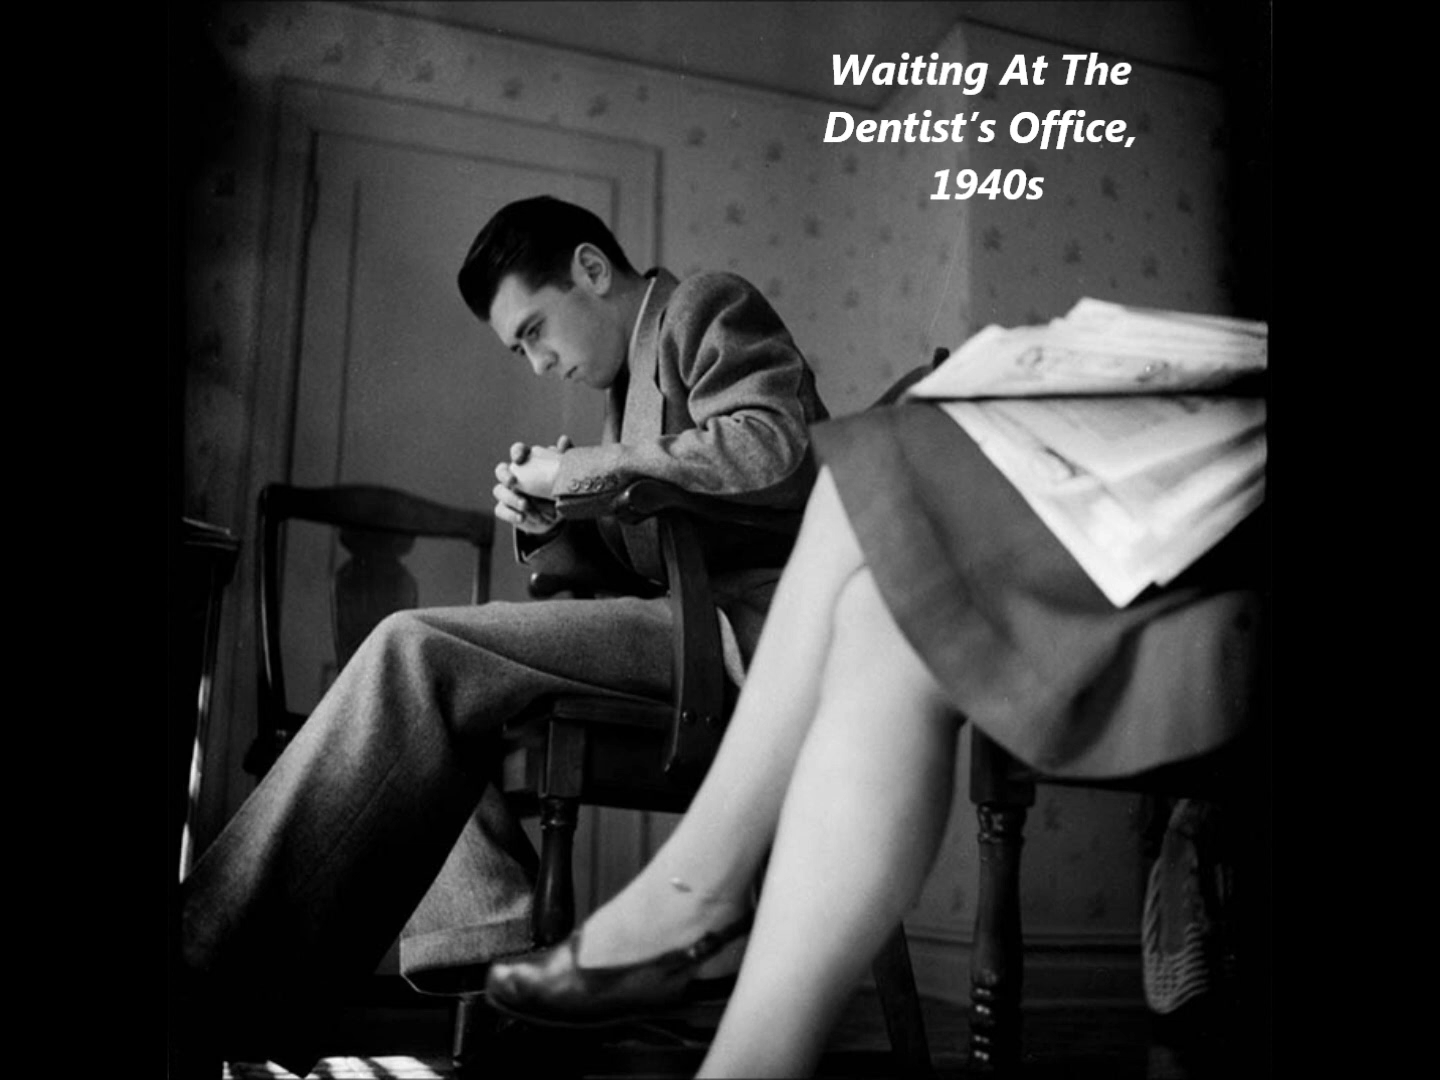 Waiting At The
Dentist’s Office,
1940s